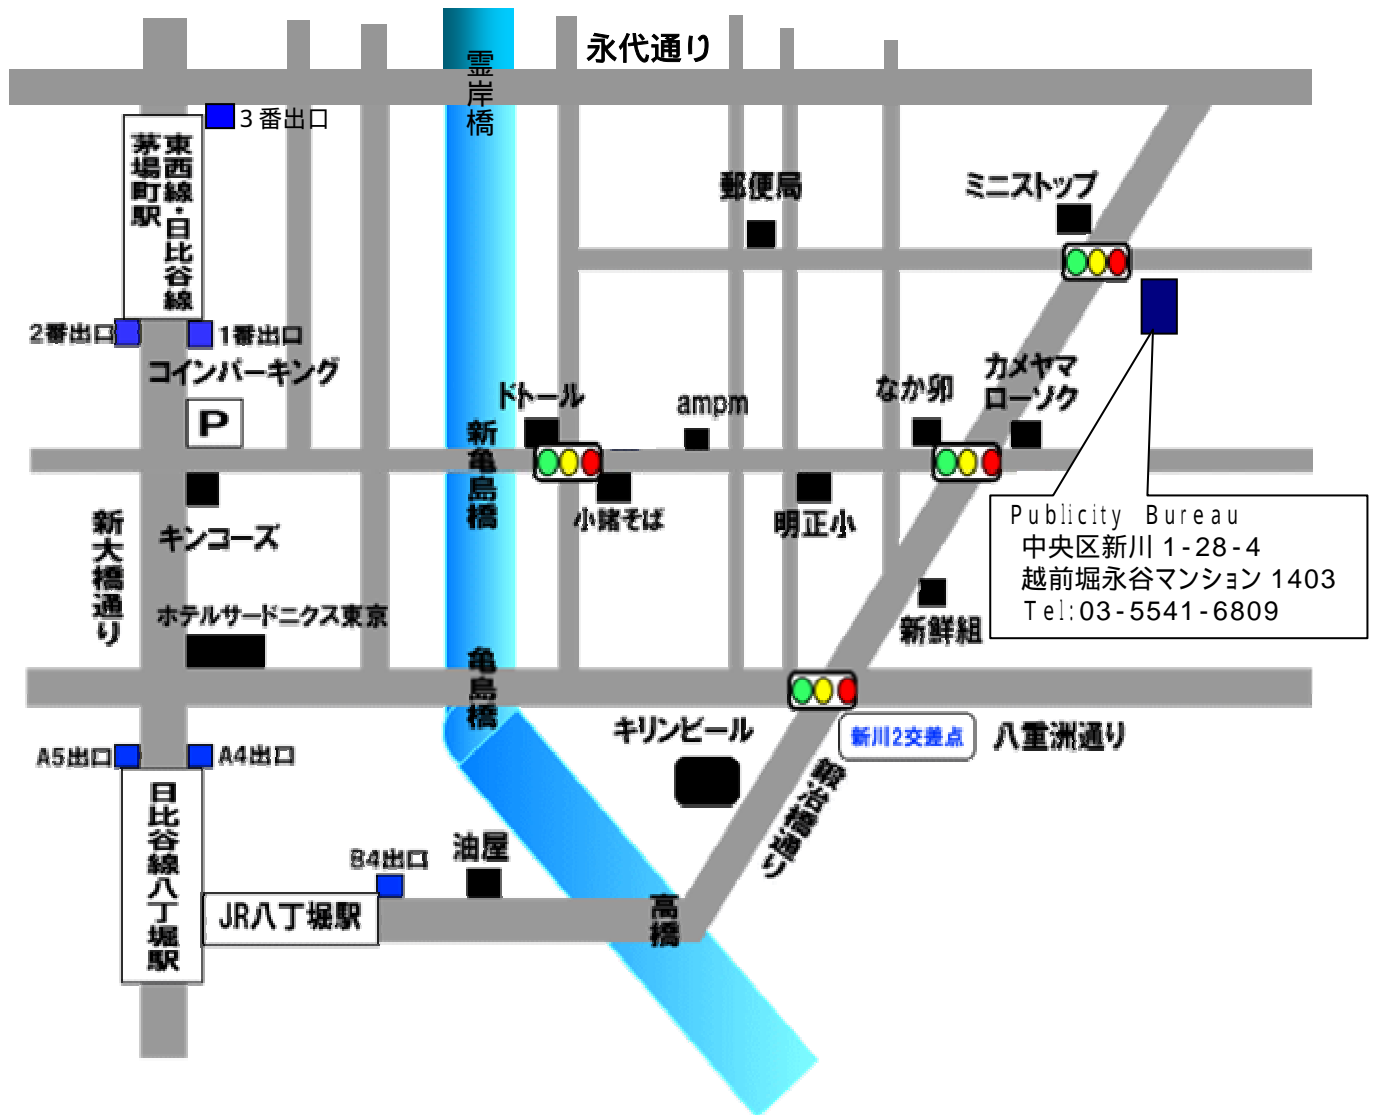 永代通り
霊岸橋
3番出口
東西線・日比谷線
茅場町駅
郵便局
ミニストップ
2番出口
1番出口
コインパーキング
P
ドトール
ampm
なか卯
カメヤマ
ローソク
新亀島橋
キンコーズ
小諸そば
明正小
新大橋通り
Publicity Bureau
中央区新川1-28-4
越前堀永谷マンション1403
Tel:03-5541-6809
ホテルサードニクス東京
新鮮組
亀島橋
キリンビール
新川2交差点
八重洲通り
A5出口
A4出口
鍛冶橋通り
日比谷線八丁堀駅
B4出口
油屋
JR八丁堀駅
高橋